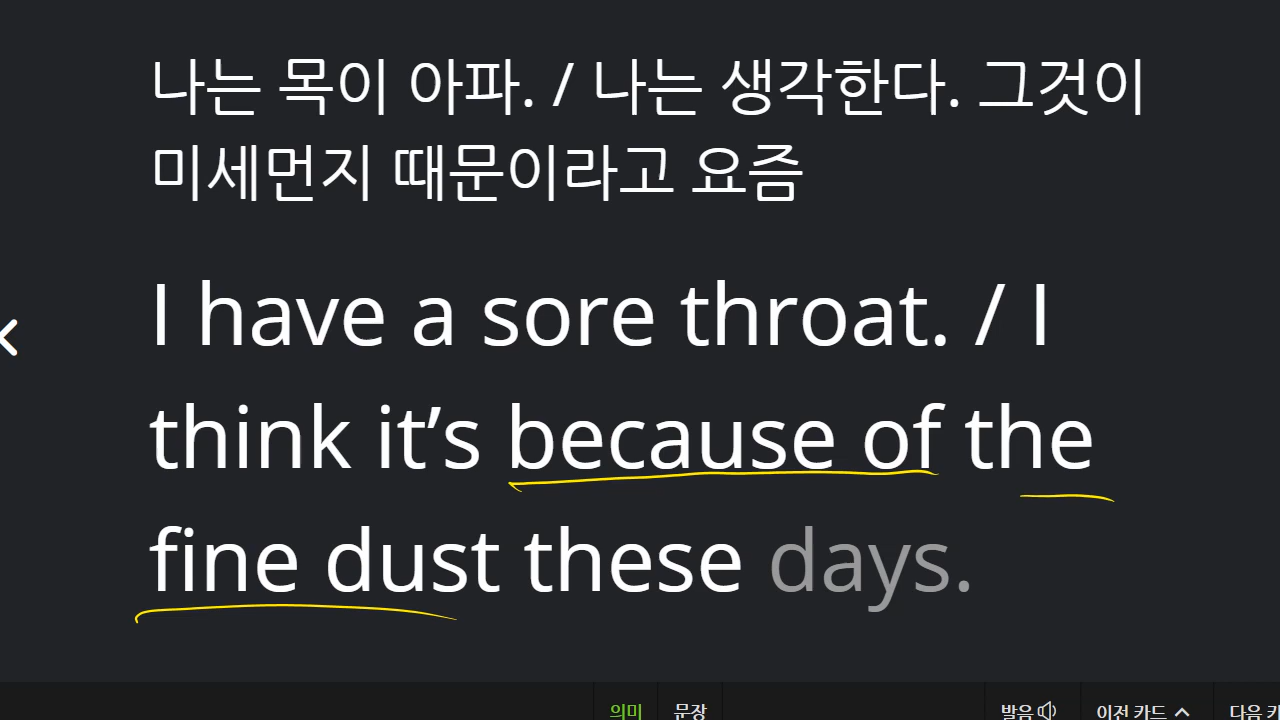 나는 목이 아파. / 나는 생각한다. 그것이
미세먼지 때문이라고 요즘
I have a sore throat. / I
think it’s because of the
fine dust these days.
의미 문장 발음 이전 카드 다음